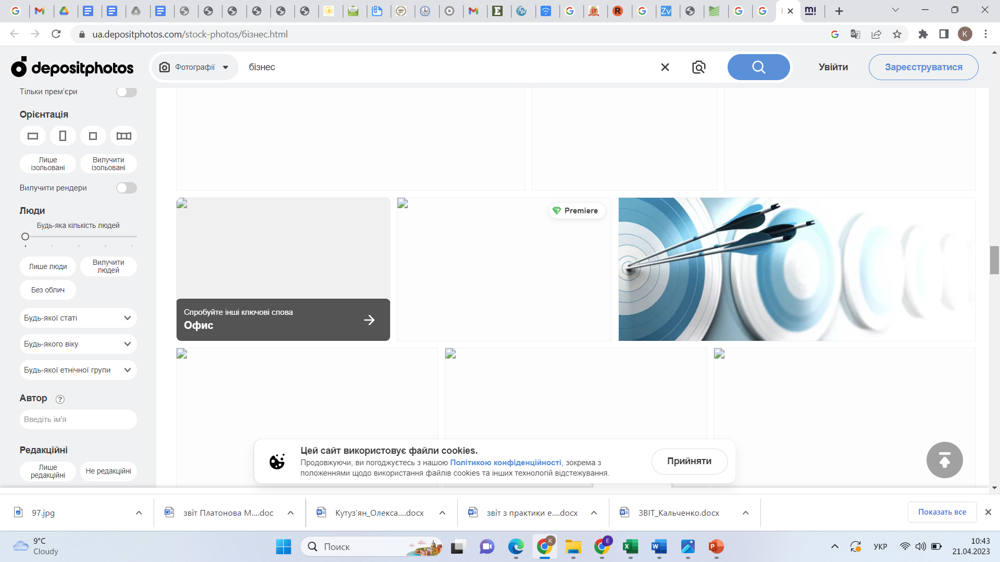 ua.depositphotos.com/stock-photos/бізнес.html
K
depositphotos
Фотографії
бізнес
Увійти
Зареєструватися
Тільки прем'єри
Орієнтація
Лише
ізольовані
Вилучити
ізольовані
Вилучити рендери
Люди
Будь-яка кількість людей
Лише люди
Вилучити
людей
Без облич
Будь-якої статі
Будь-якого віку
Будь-якої етнічної групи
Автор ?
Введіть ім'я
Редакційні
Лише
редакційні
Не редакційні
Premiere
Спробуйте інші ключові слова
Офис
Цей сайт використовує файли cookies.
Продовжуючи, ви погоджуєтесь з нашою Політикою конфіденційності, зокрема з
положеннями щодо використання файлів cookies та інших технологій відстежування.
Прийняти
97.jpg
звіт Платонова М....doc
Кутуз'ян_Олекса....docx
звіт з практики е....docx
ЗВІТ_Кальченко.docx
Показать все
9°C
Cloudy
Поиск
УКР
10:43
21.04.2023